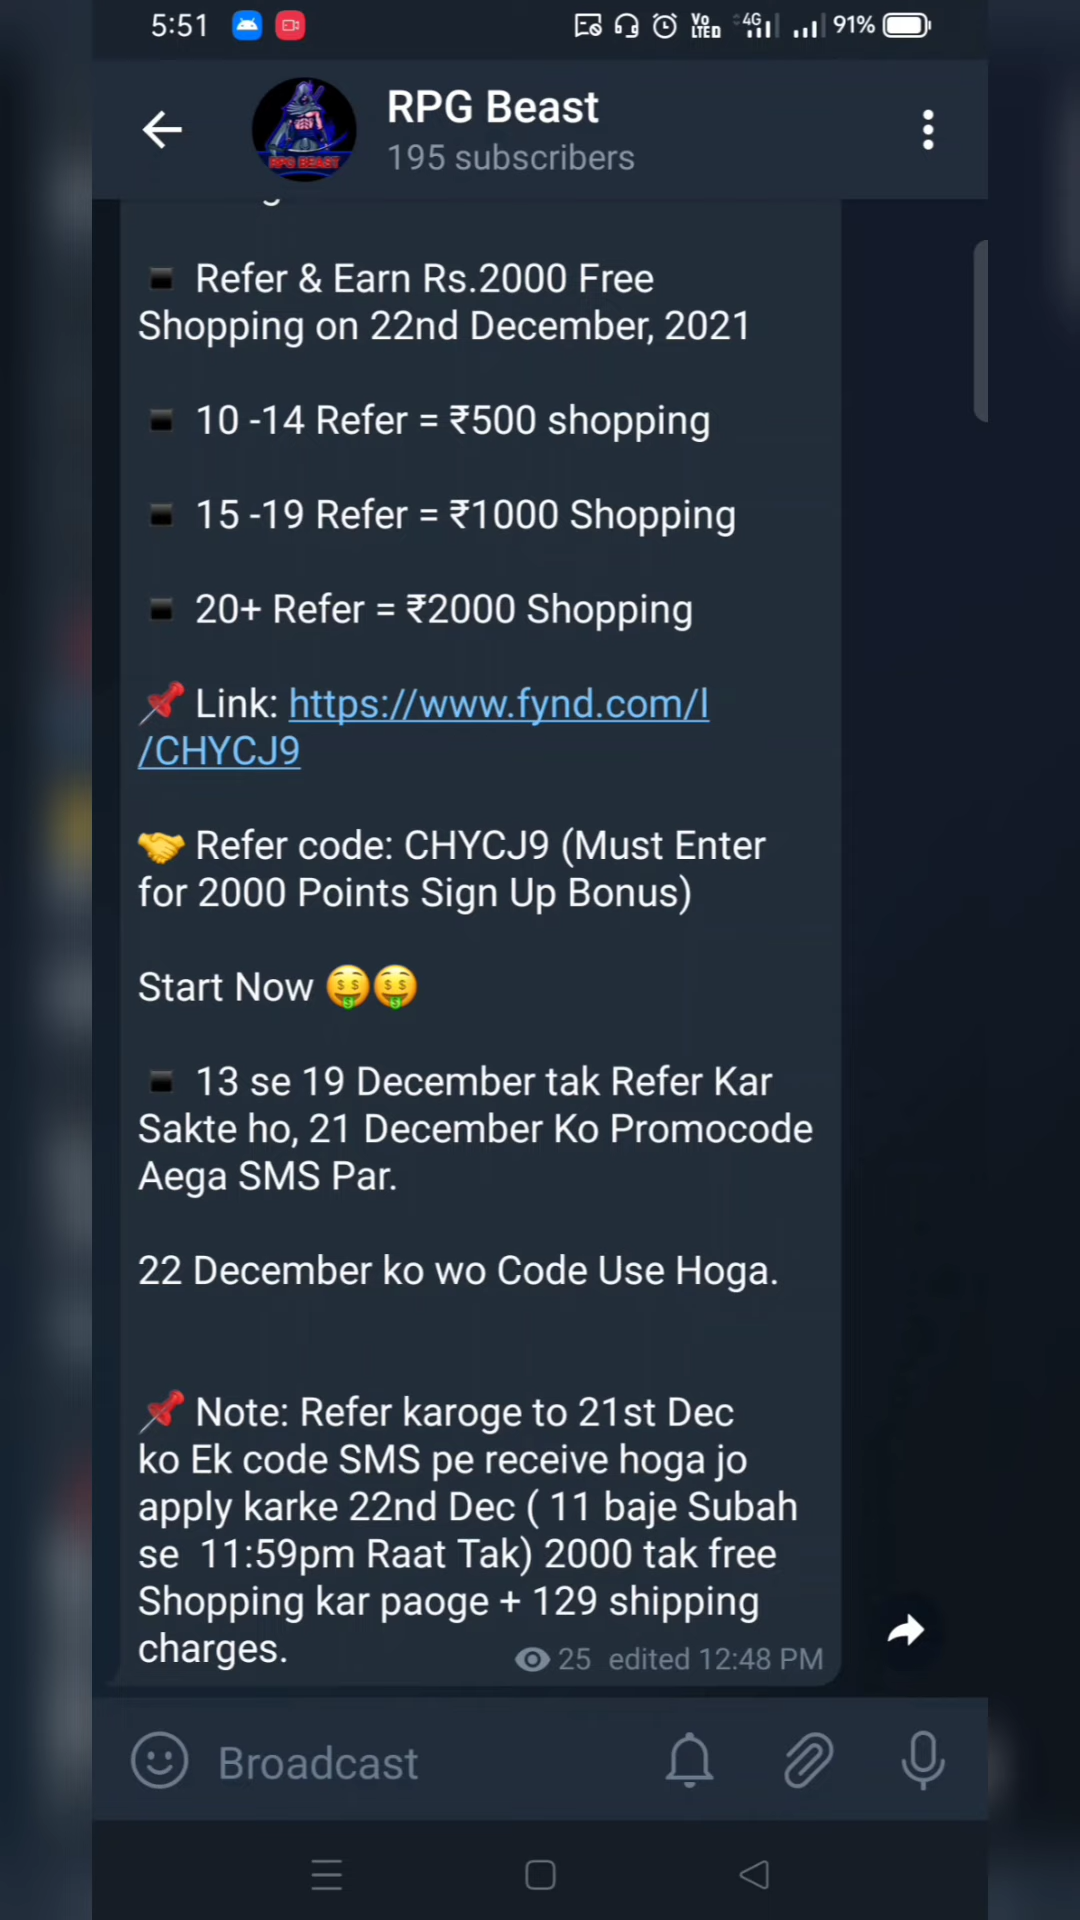 5:51
Vo LTED
4G
91%
RPG Beast
195 subscribers
RPG BEAST
▪ Refer & Earn Rs.2000 Free
Shopping on 22nd December, 2021
▪ 10 -14 Refer = ₹500 shopping
▪ 15 -19 Refer = ₹1000 Shopping
▪ 20+ Refer = ₹2000 Shopping
📌 Link: https://www.fynd.com/l
/CHYCJ9
🤝 Refer code: CHYCJ9 (Must Enter
for 2000 Points Sign Up Bonus)
Start Now 🤑🤑
▪ 13 se 19 December tak Refer Kar
Sakte ho, 21 December Ko Promocode
Aega SMS Par.
22 December ko wo Code Use Hoga.
📌 Note: Refer karoge to 21st Dec
ko Ek code SMS pe receive hoga jo
apply karke 22nd Dec ( 11 baje Subah
se  11:59pm Raat Tak) 2000 tak free
Shopping kar paoge + 129 shipping
charges.
25 edited 12:48 PM
Broadcast